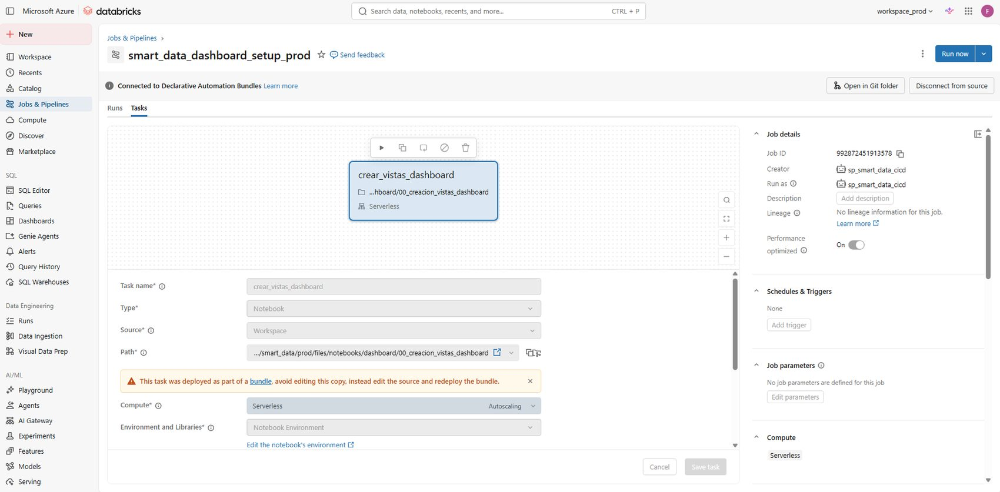 Microsoft Azure databricks
Search data, notebooks, recents, and more... CTRL + P
workspace_prod
F
New
Workspace
Recents
Catalog
Jobs & Pipelines
Compute
Discover
Marketplace
SQL
SQL Editor
Queries
Dashboards
Genie Agents
Alerts
Query History
SQL Warehouses
Data Engineering
Runs
Data Ingestion
Visual Data Prep
AI/ML
Playground
Agents
AI Gateway
Experiments
Features
Models
Serving
Jobs & Pipelines
smart_data_dashboard_setup_prod
Send feedback
Run now
Connected to Declarative Automation Bundles Learn more
Open in Git folder
Disconnect from source
Runs
Tasks
crear_vistas_dashboard
...hboard/00_creacion_vistas_dashboard
Serverless
Task name*
crear_vistas_dashboard
Type*
Notebook
Source*
Workspace
Path*
.../smart_data/prod/files/notebooks/dashboard/00_creacion_vistas_dashboard
This task was deployed as part of a bundle, avoid editing this copy, instead edit the source and redeploy the bundle.
Compute*
Serverless Autoscaling
Environment and Libraries*
Notebook Environment
Edit the notebook's environment
Cancel
Save task
Job details
Job ID 992872451913578
Creator sp_smart_data_cicd
Run as sp_smart_data_cicd
Description Add description
Lineage No lineage information for this job.
Learn more
Performance
optimized
On
Schedules & Triggers
None
Add trigger
Job parameters
No job parameters are defined for this job
Edit parameters
Compute
Serverless